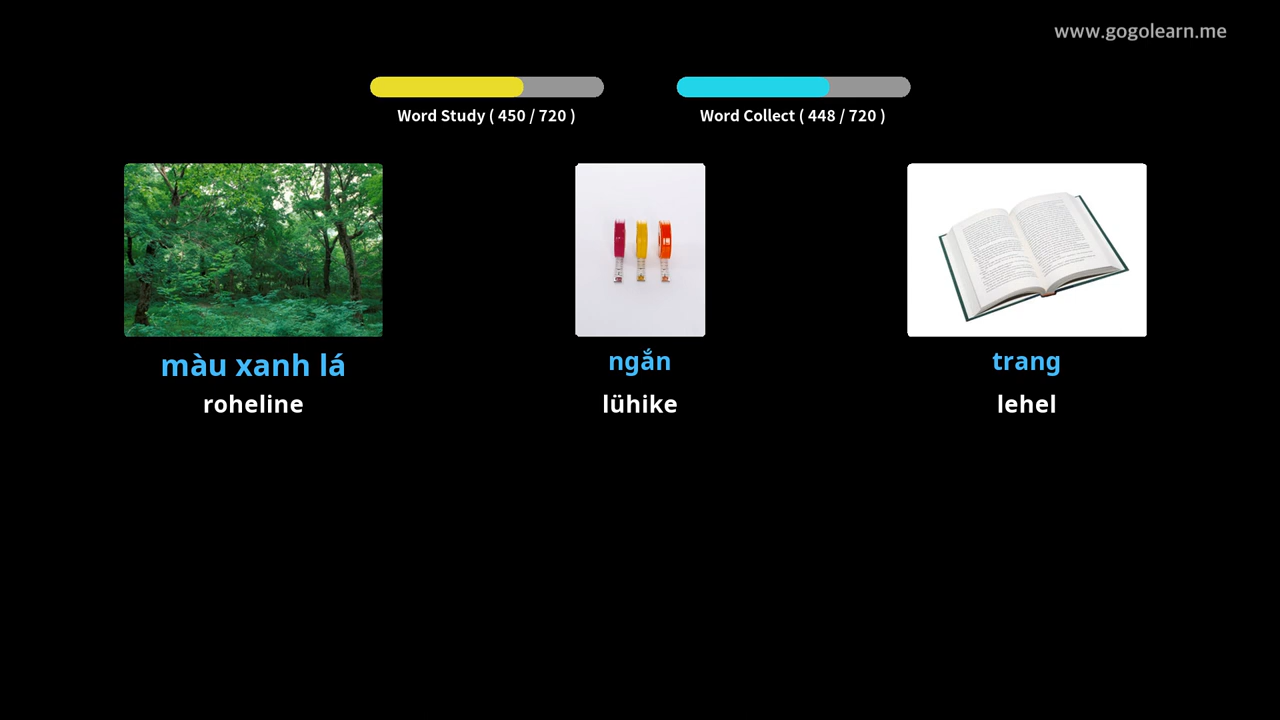 www.gogolearn.me
Word Study ( 450 / 720 )
Word Collect ( 448 / 720 )
màu xanh lá
ngắn
trang
roheline
lühike
lehel